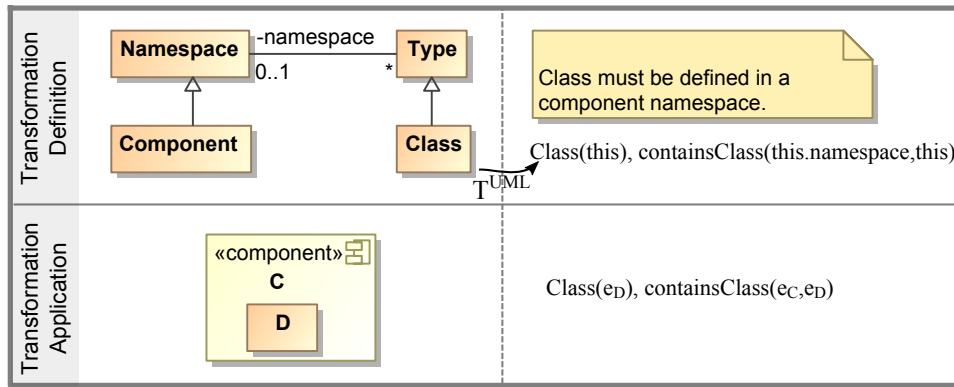 Transformation
Definition
Namespace
-namespace
Type
0..1
*
Component
Class
Class must be defined in a
component namespace.
Class(this), containsClass(this.namespace,this)
T^UML
Transformation
Application
«component»
C
D
Class(e_D), containsClass(e_C,e_D)